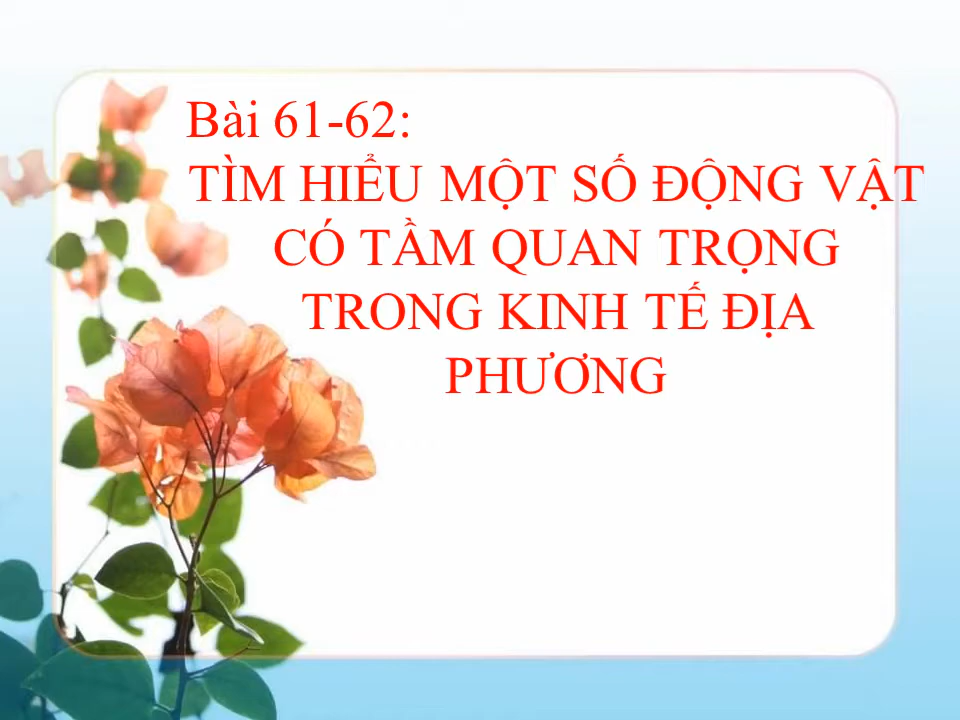 Bài 61-62:
TÌM HIỂU MỘT SỐ ĐỘNG VẬT
CÓ TẦM QUAN TRỌNG
TRONG KINH TẾ ĐỊA
PHƯƠNG